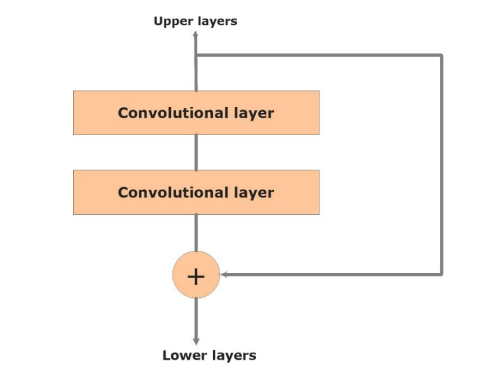 Upper layers
Convolutional layer
Convolutional layer
+
Lower layers